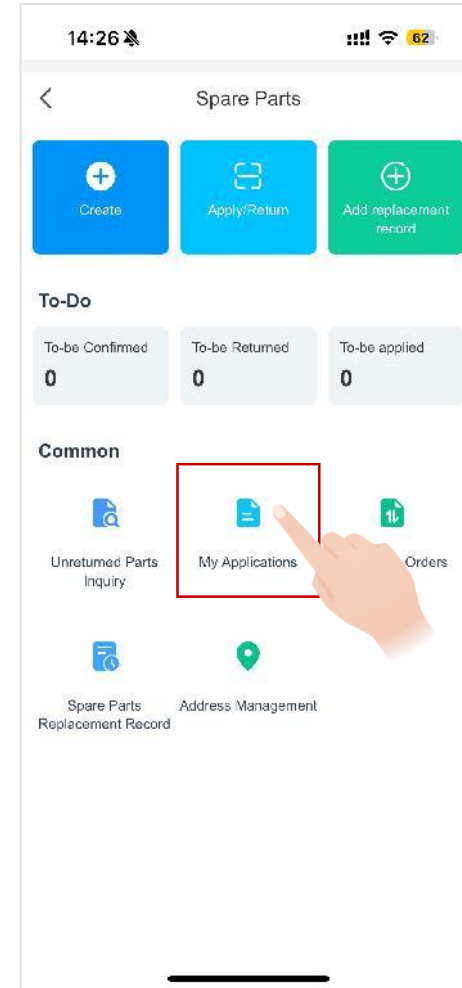 14:26
62
Spare Parts
Create
Apply/Return
Add replacement
record
To-Do
To-be Confirmed
To-be Returned
To-be applied
0
0
0
Common
Unreturned Parts
Inquiry
My Applications
Orders
Spare Parts
Replacement Record
Address Management